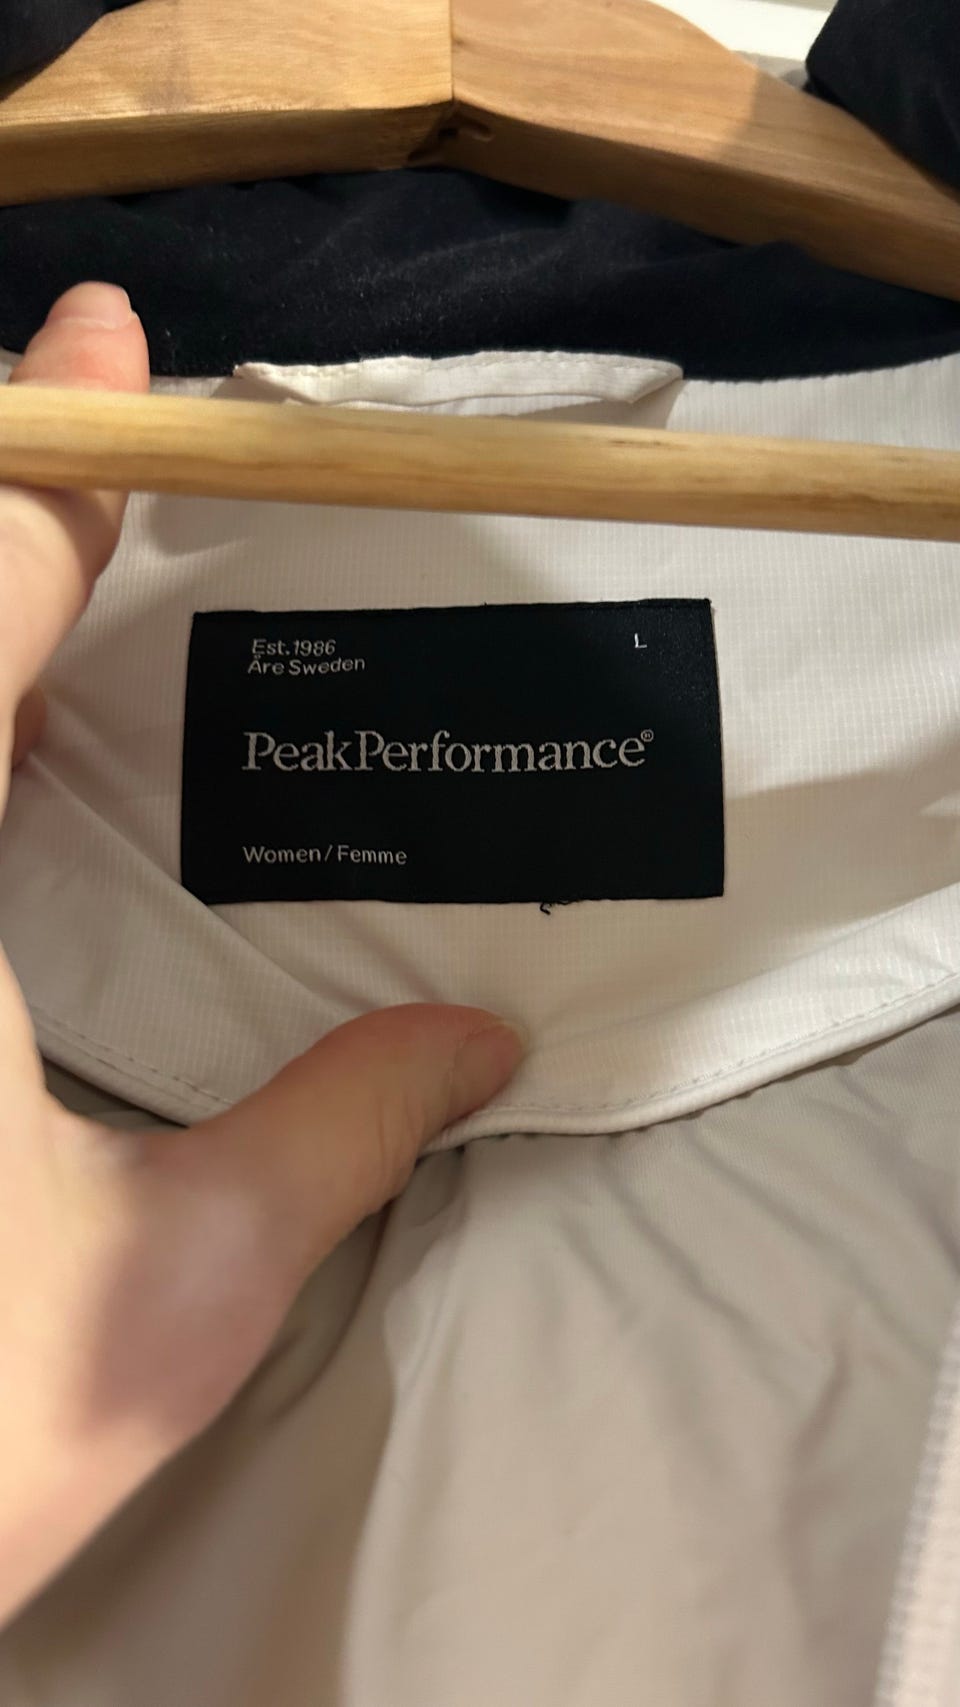 Est.1986
Åre Sweden
L
PeakPerformance®
Women/Femme